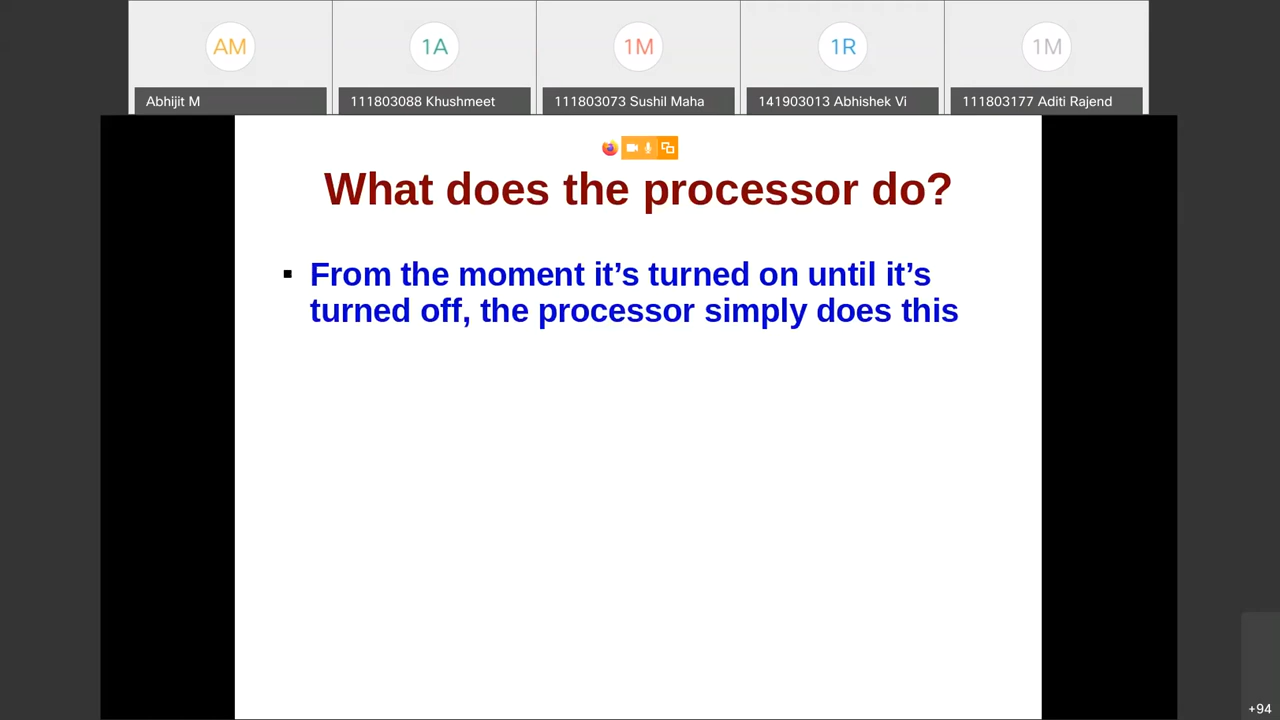 AM
1A
1M
1R
1M
Abhijit M
111803088 Khushmeet
111803073 Sushil Maha
141903013 Abhishek Vi
111803177 Aditi Rajend
What does the processor do?
▪ From the moment it’s turned on until it’s
turned off, the processor simply does this
+94